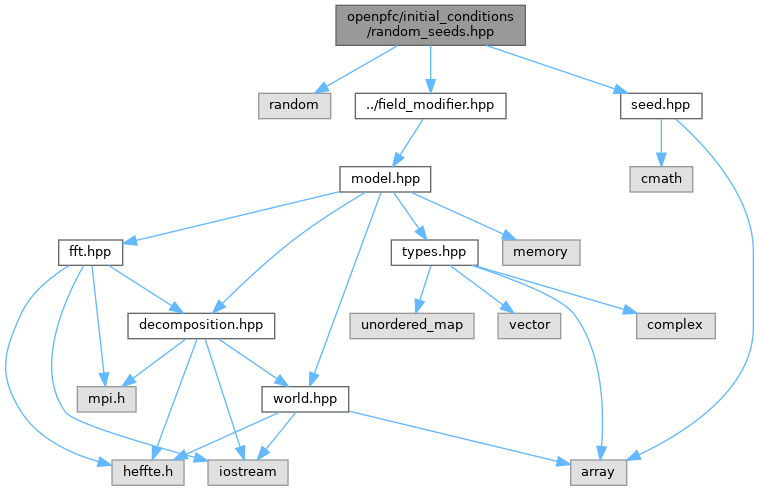 openpfc/initial_conditions
/random_seeds.hpp
random
../field_modifier.hpp
seed.hpp
model.hpp
cmath
fft.hpp
types.hpp
memory
decomposition.hpp
unordered_map
vector
complex
mpi.h
world.hpp
heffte.h
iostream
array